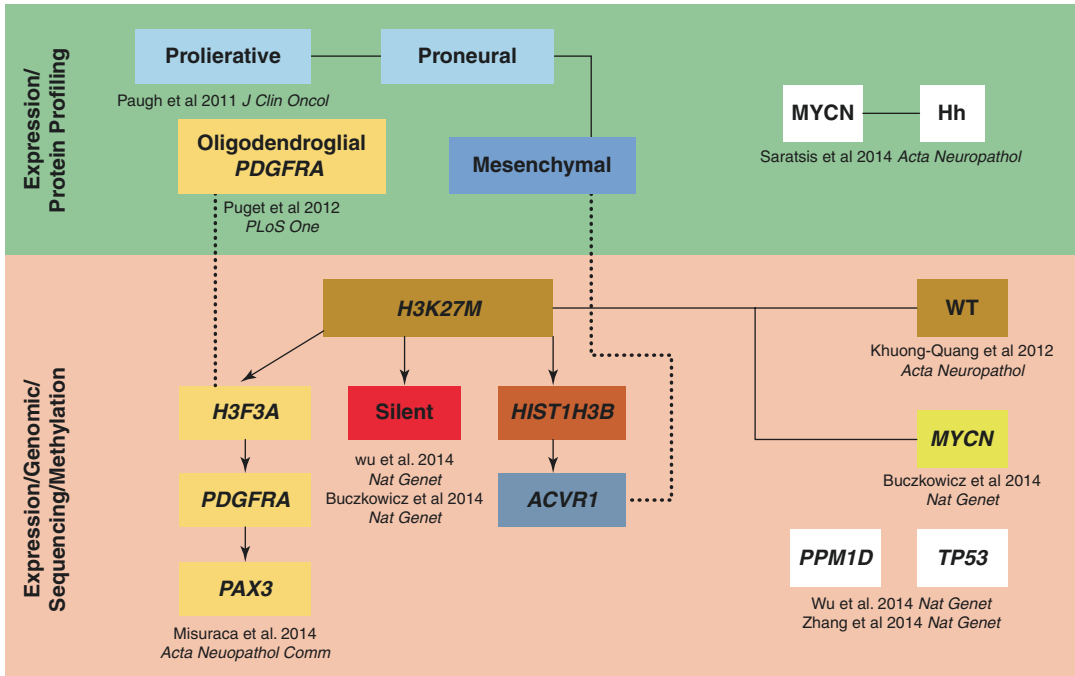 Expression/
Protein Profiling
Prolierative
Proneural
Paugh et al 2011 J Clin Oncol
Oligodendroglial
PDGFRA
Puget et al 2012
PLoS One
Mesenchymal
MYCN
Hh
Saratsis et al 2014 Acta Neuropathol
Expression/Genomic/
Sequencing/Methylation
H3K27M
WT
Khuong-Quang et al 2012
Acta Neuropathol
H3F3A
Silent
HIST1H3B
MYCN
wu et al. 2014
Nat Genet
Buczkowicz et al 2014
Nat Genet
Buczkowicz et al 2014
Nat Genet
PDGFRA
ACVR1
PAX3
Misuraca et al. 2014
Acta Neuopathol Comm
PPM1D
TP53
Wu et al. 2014 Nat Genet
Zhang et al 2014 Nat Genet